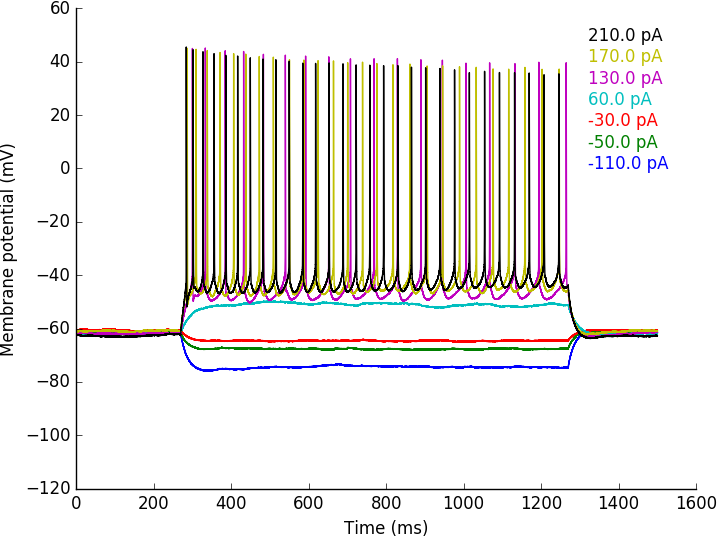 60
40
20
0
−20
−40
−60
−80
−100
−120
Membrane potential (mV)
210.0 pA
170.0 pA
130.0 pA
60.0 pA
-30.0 pA
-50.0 pA
-110.0 pA
0 200 400 600 800 1000 1200 1400 1600
Time (ms)